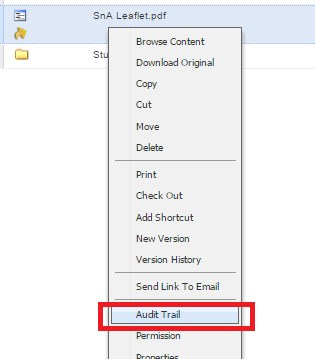 SnA Leaflet.pdf
Browse Content
Stu
Download Original
Copy
Cut
Move
Delete
Print
Check Out
Add Shortcut
New Version
Version History
Send Link To Email
Audit Trail
Permission
Properties